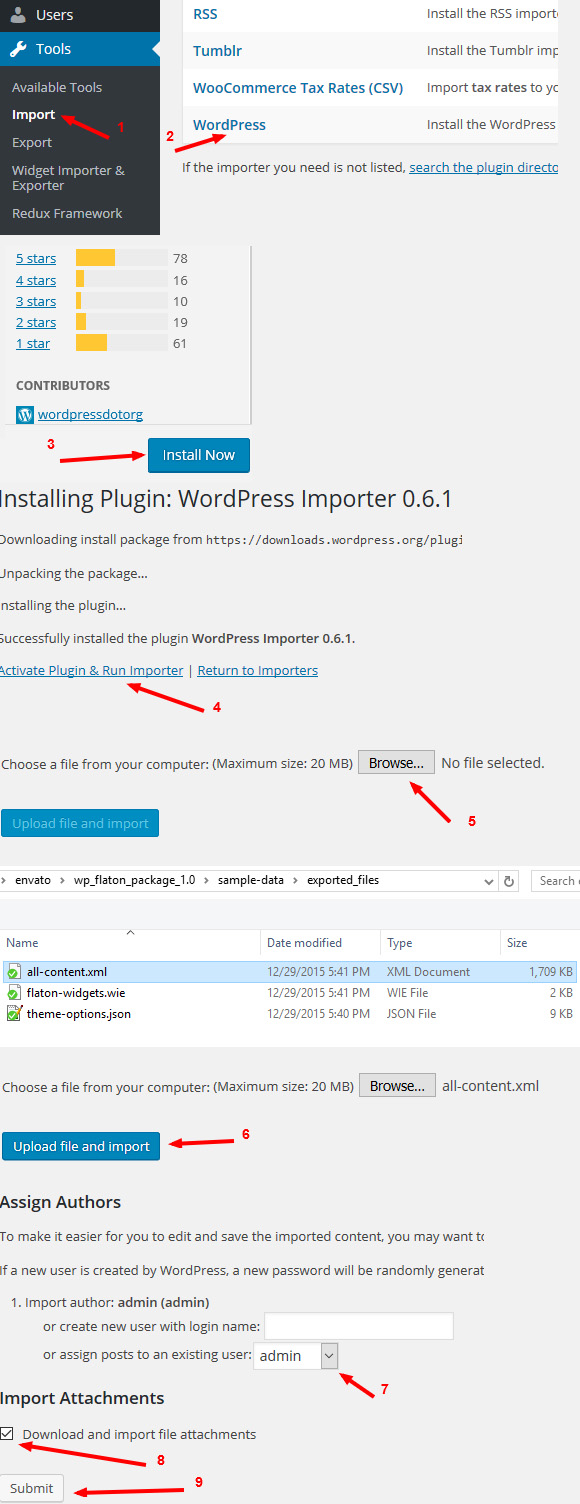 Users
Tools
Available Tools
Import
1
Export
Widget Importer &
Exporter
Redux Framework
RSS Install the RSS importe
Tumblr Install the Tumblr imp
WooCommerce Tax Rates (CSV) Import tax rates to yo
2
WordPress Install the WordPress
If the importer you need is not listed, search the plugin directo
5 stars 78
4 stars 16
3 stars 10
2 stars 19
1 star 61
CONTRIBUTORS
wordpressdotorg
3
Install Now
Installing Plugin: WordPress Importer 0.6.1
Downloading install package from https://downloads.wordpress.org/plugi
Unpacking the package…
Installing the plugin…
Successfully installed the plugin WordPress Importer 0.6.1.
Activate Plugin & Run Importer | Return to Importers
4
Choose a file from your computer: (Maximum size: 20 MB) Browse... No file selected.
5
Upload file and import
envato wp_flaton_package_1.0 sample-data exported_files Search e
Name Date modified Type Size
all-content.xml 12/29/2015 5:41 PM XML Document 1,709 KB
flaton-widgets.wie 12/29/2015 5:41 PM WIE File 2 KB
theme-options.json 12/29/2015 5:40 PM JSON File 9 KB
Choose a file from your computer: (Maximum size: 20 MB) Browse... all-content.xml
6
Upload file and import
Assign Authors
To make it easier for you to edit and save the imported content, you may want to
If a new user is created by WordPress, a new password will be randomly generat
1. Import author: admin (admin)
or create new user with login name:
or assign posts to an existing user: admin
7
Import Attachments
Download and import file attachments
8
Submit
9